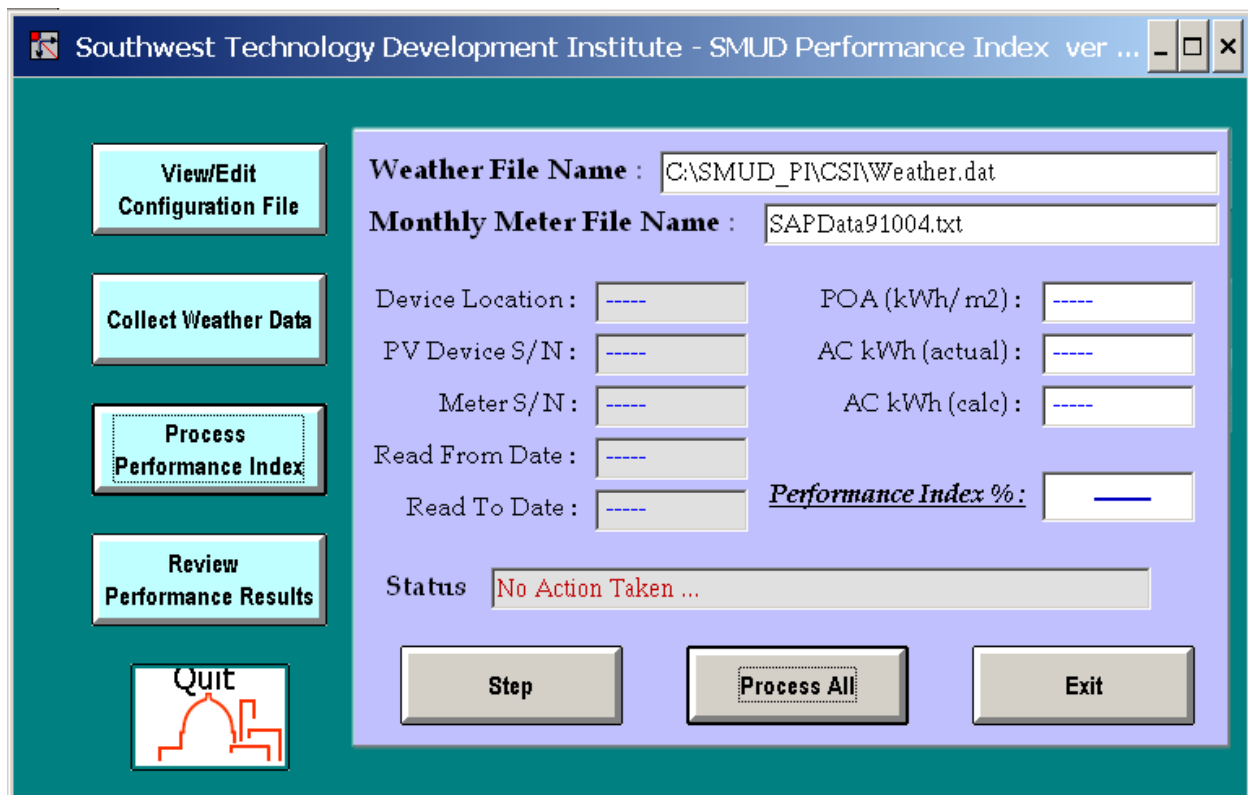 Southwest Technology Development Institute - SMUD Performance Index ver ...
View/Edit
Configuration File
Collect Weather Data
Process
Performance Index
Review
Performance Results
Quit
Weather File Name : C:\SMUD_PI\CSI\Weather.dat
Monthly Meter File Name : SAPData91004.txt
Device Location : -----
POA (kWh/m2) : -----
PV Device S/N : -----
AC kWh (actual) : -----
Meter S/N : -----
AC kWh (calc) : -----
Read From Date : -----
Read To Date : -----
Performance Index % : -----
Status No Action Taken ...
Step
Process All
Exit